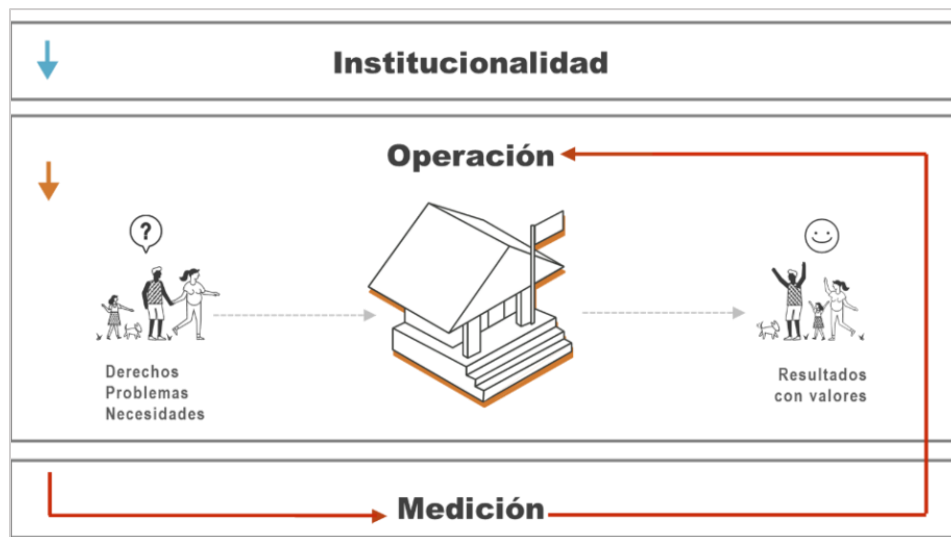 Institucionalidad
Operación
?
Derechos
Problemas
Necesidades
Resultados
con valores
Medición